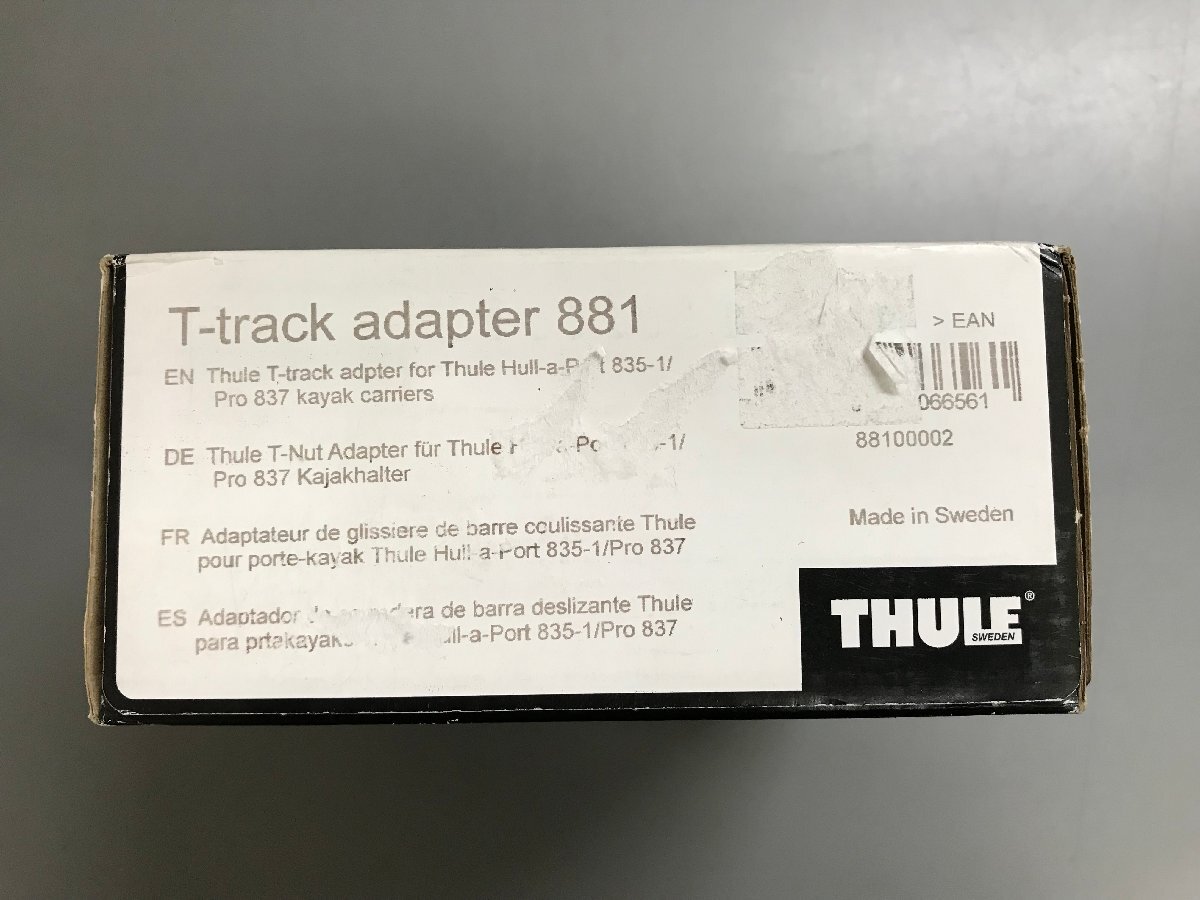 T-track adapter 881
EN Thule T-track adpter for Thule Hull-a-P t 835-1/
Pro 837 kayak carriers
DE Thule T-Nut Adapter für Thule -1/
Pro 837 Kajakhalter
FR Adaptateur de glissiere de barre coulissante Thule
pour porte-kayak Thule Hull-a-Port 835-1/Pro 837
ES Adaptador de barra deslizante Thule
para 835-1/Pro 837
> EAN
066561
88100002
Made in Sweden
THULE®
SWEDEN